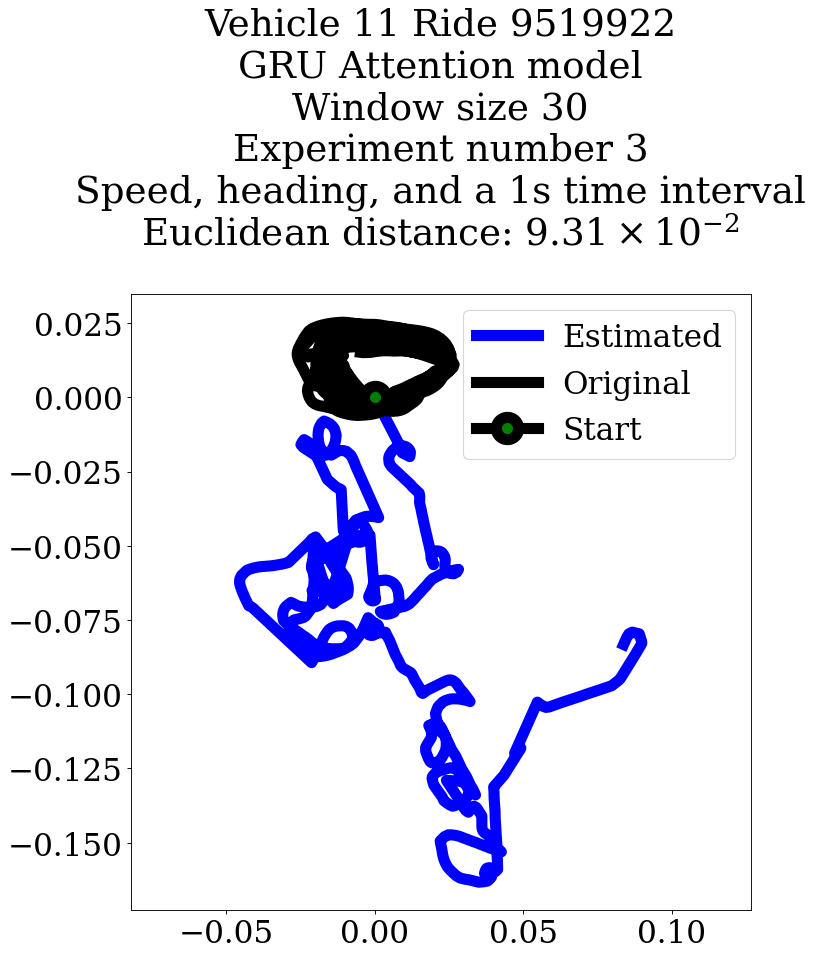 Vehicle 11 Ride 9519922
GRU Attention model
Window size 30
Experiment number 3
Speed, heading, and a 1s time interval
Euclidean distance: 9.31 × 10⁻²
Estimated
Original
Start
0.025
0.000
−0.025
−0.050
−0.075
−0.100
−0.125
−0.150
−0.05 0.00 0.05 0.10